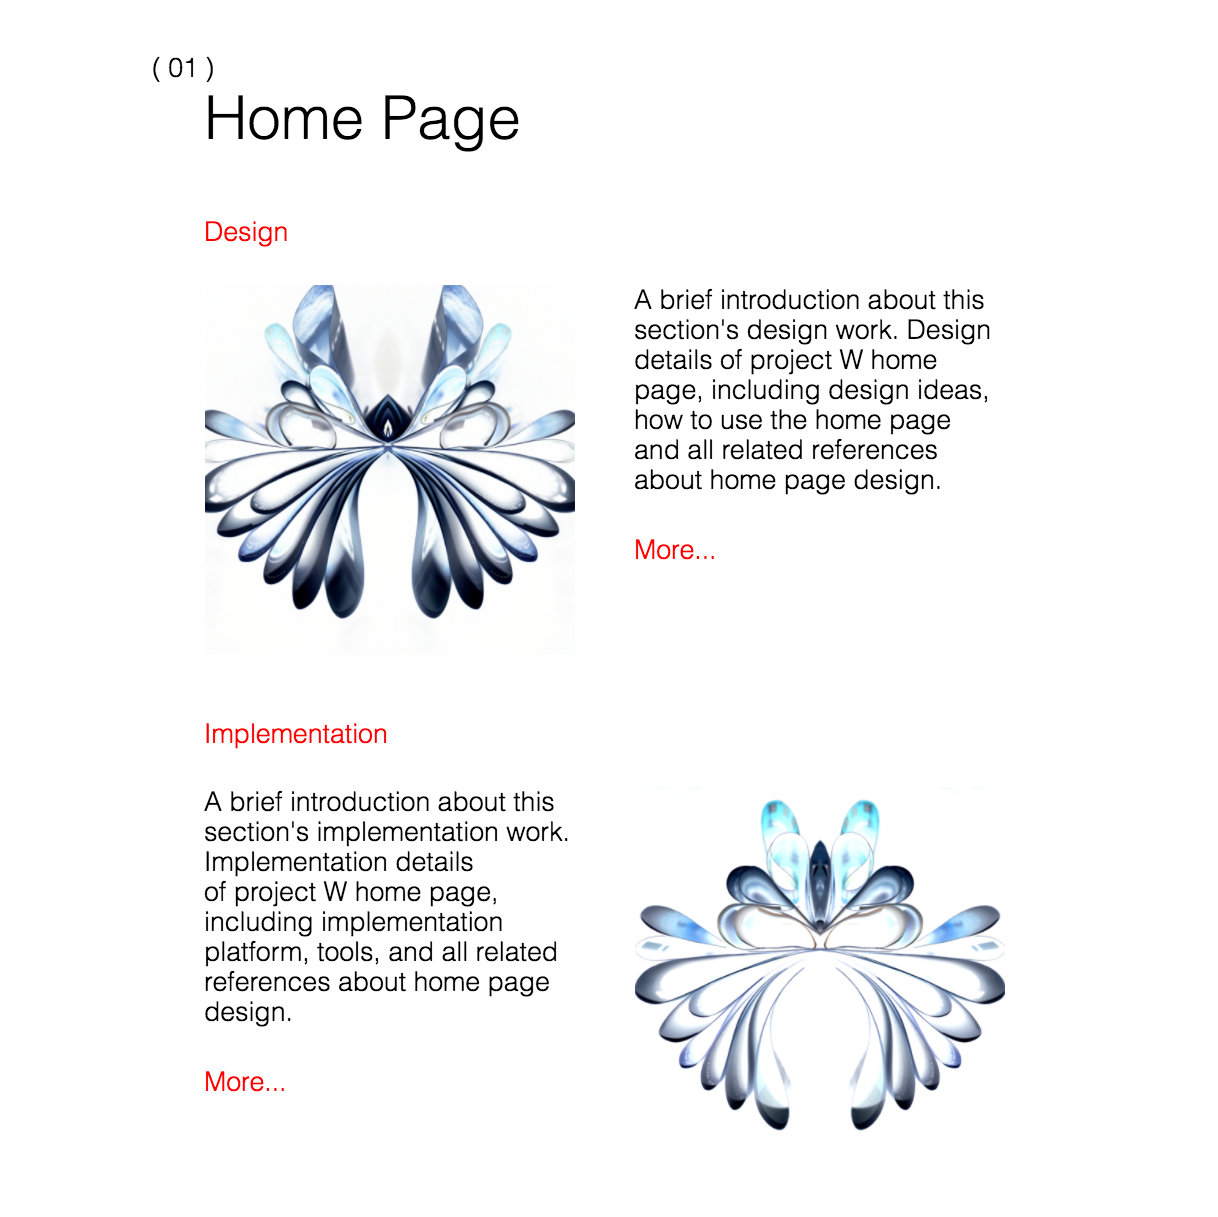 ( 01 )
Home Page
Design
A brief introduction about this
section's design work. Design
details of project W home
page, including design ideas,
how to use the home page
and all related references
about home page design.
More...
Implementation
A brief introduction about this
section's implementation work.
Implementation details
of project W home page,
including implementation
platform, tools, and all related
references about home page
design.
More...